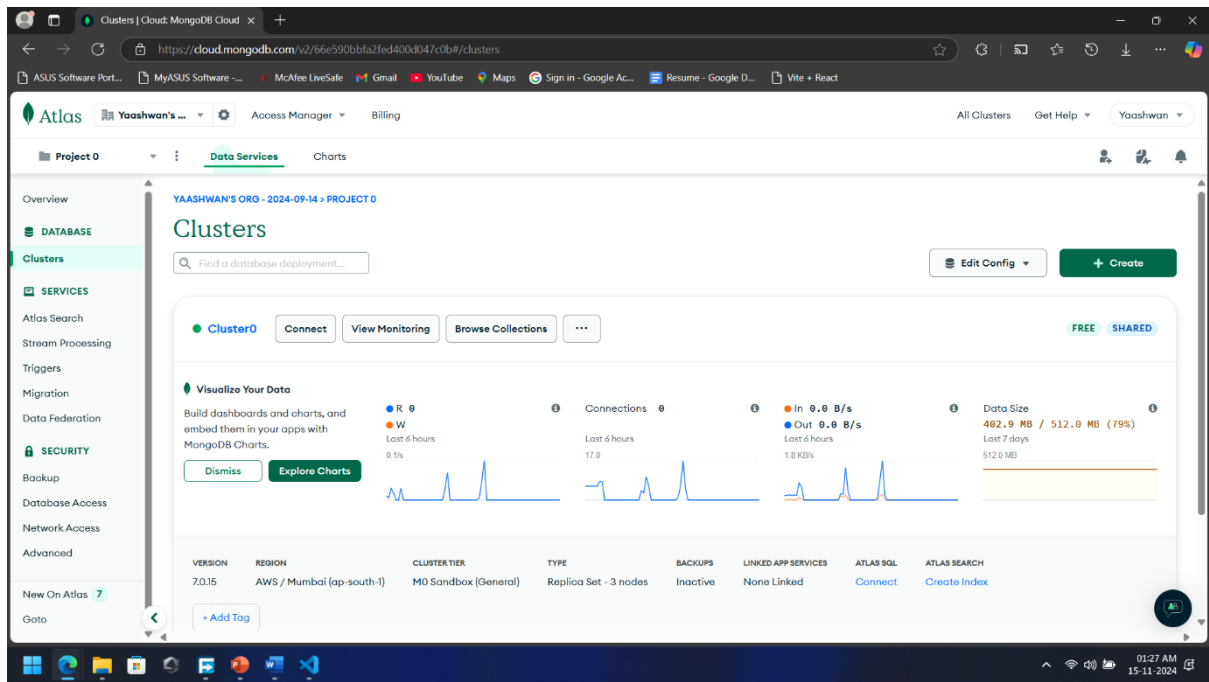 Clusters | Cloud: MongoDB Cloud
https://cloud.mongodb.com/v2/66e590bbfa2fed400d047c0b#/clusters
ASUS Software Port... MyASUS Software -... McAfee LiveSafe Gmail YouTube Maps Sign in - Google Ac... Resume - Google D... Vite + React
Atlas Yaashwan's ... Access Manager Billing All Clusters Get Help Yaashwan
Project 0 Data Services Charts
Overview
DATABASE
Clusters
SERVICES
Atlas Search
Stream Processing
Triggers
Migration
Data Federation
SECURITY
Backup
Database Access
Network Access
Advanced
New On Atlas 7
Goto
YAASHWAN'S ORG - 2024-09-14 > PROJECT 0
Clusters
Find a database deployment...
Edit Config + Create
Cluster0 Connect View Monitoring Browse Collections ... FREE SHARED
Visualize Your Data
Build dashboards and charts, and
embed them in your apps with
MongoDB Charts.
Dismiss Explore Charts
R 0
W
Last 6 hours
0.1/s
Connections 0
Last 6 hours
17.0
In 0.0 B/s
Out 0.0 B/s
Last 6 hours
1.8 KB/s
Data Size
402.9 MB / 512.0 MB (79%)
Last 7 days
512.0 MB
VERSION REGION CLUSTER TIER TYPE BACKUPS LINKED APP SERVICES ATLAS SQL ATLAS SEARCH
7.0.15 AWS / Mumbai (ap-south-1) M0 Sandbox (General) Replica Set - 3 nodes Inactive None Linked Connect Create Index
+ Add Tag
01:27 AM
15-11-2024